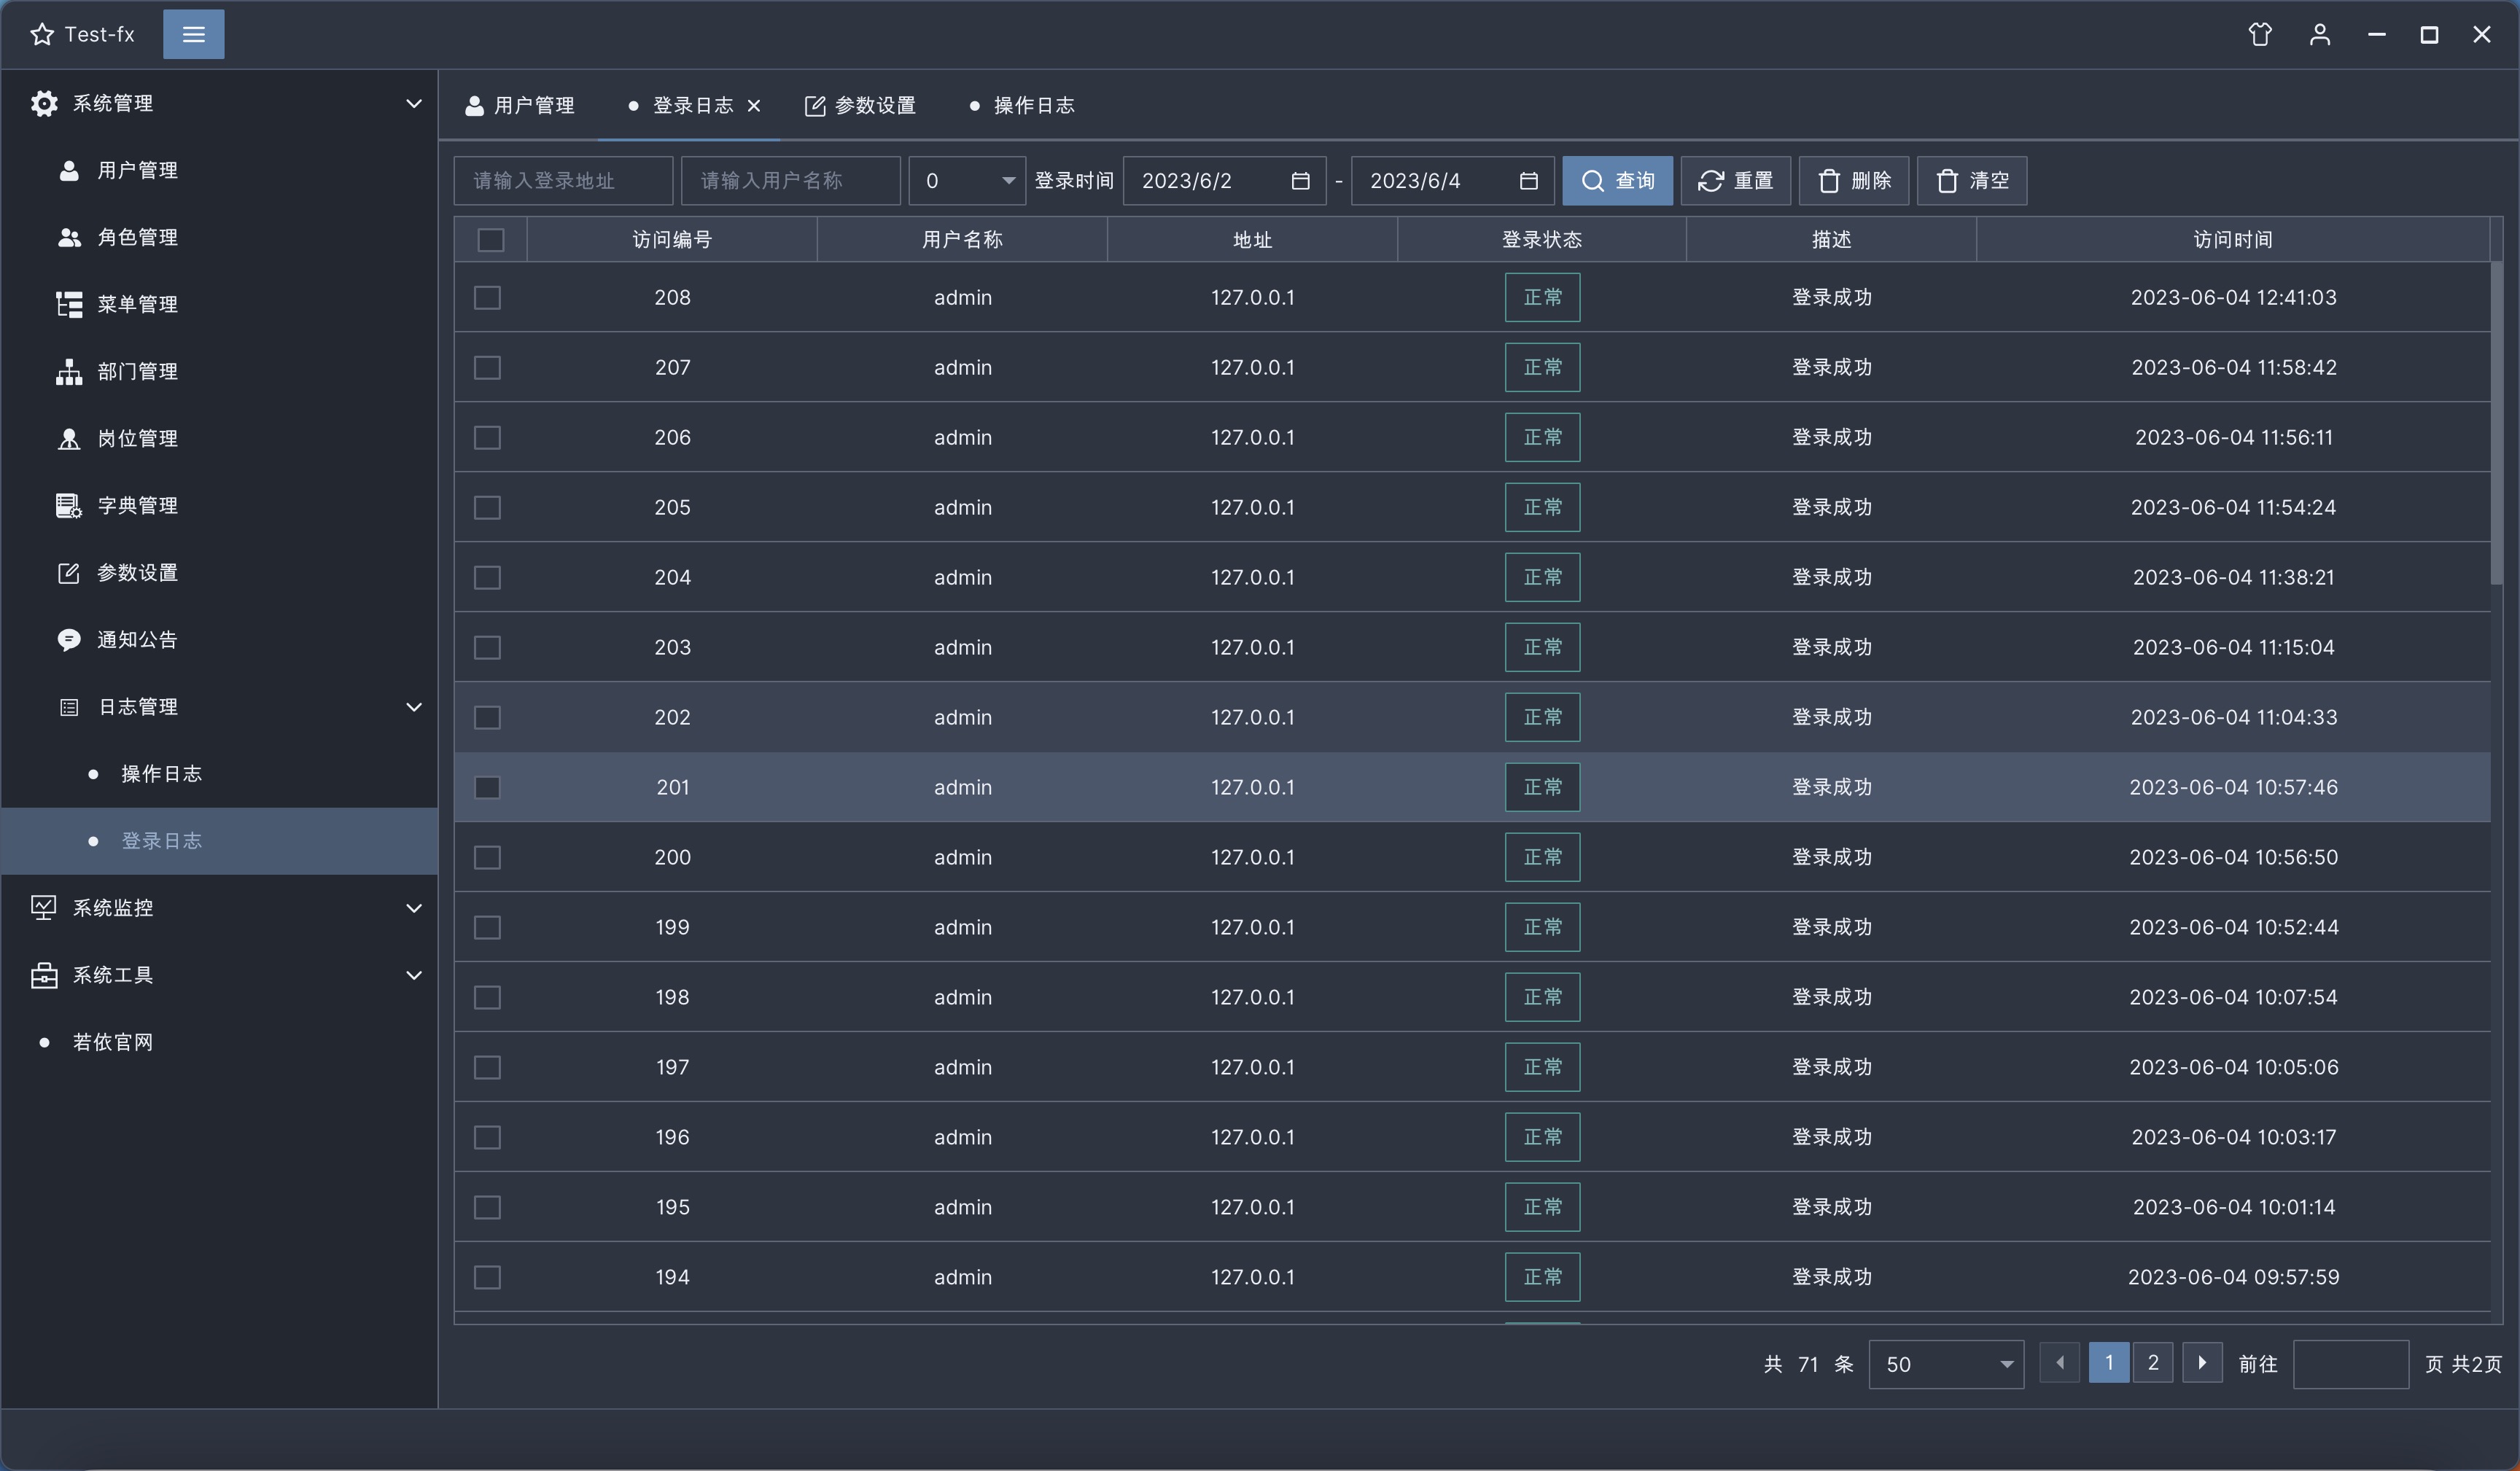 Test-fx
系统管理
用户管理
角色管理
菜单管理
部门管理
岗位管理
字典管理
参数设置
通知公告
日志管理
操作日志
登录日志
系统监控
系统工具
若依官网
用户管理 登录日志 参数设置 操作日志
请输入登录地址 请输入用户名称 0 登录时间 2023/6/2 - 2023/6/4 查询 重置 删除 清空
访问编号 用户名称 地址 登录状态 描述 访问时间
208 admin 127.0.0.1 正常 登录成功 2023-06-04 12:41:03
207 admin 127.0.0.1 正常 登录成功 2023-06-04 11:58:42
206 admin 127.0.0.1 正常 登录成功 2023-06-04 11:56:11
205 admin 127.0.0.1 正常 登录成功 2023-06-04 11:54:24
204 admin 127.0.0.1 正常 登录成功 2023-06-04 11:38:21
203 admin 127.0.0.1 正常 登录成功 2023-06-04 11:15:04
202 admin 127.0.0.1 正常 登录成功 2023-06-04 11:04:33
201 admin 127.0.0.1 正常 登录成功 2023-06-04 10:57:46
200 admin 127.0.0.1 正常 登录成功 2023-06-04 10:56:50
199 admin 127.0.0.1 正常 登录成功 2023-06-04 10:52:44
198 admin 127.0.0.1 正常 登录成功 2023-06-04 10:07:54
197 admin 127.0.0.1 正常 登录成功 2023-06-04 10:05:06
196 admin 127.0.0.1 正常 登录成功 2023-06-04 10:03:17
195 admin 127.0.0.1 正常 登录成功 2023-06-04 10:01:14
194 admin 127.0.0.1 正常 登录成功 2023-06-04 09:57:59
共 71 条 50 1 2 前往 页 共2页